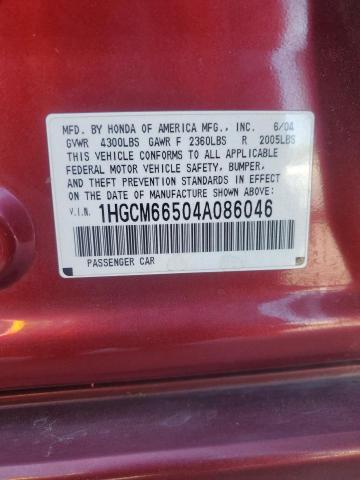 MFD. BY HONDA OF AMERICA MFG., INC. 6/04
GVWR 4300LBS GAWR F 2360LBS R 2005LBS
THIS VEHICLE CONFORMS TO ALL APPLICABLE
FEDERAL MOTOR VEHICLE SAFETY, BUMPER,
AND THEFT PREVENTION STANDARDS IN EFFECT
ON THE DATE OF MANUFACTURE SHOWN ABOVE:
V.I.N. 1HGCM66504A086046
PASSENGER CAR